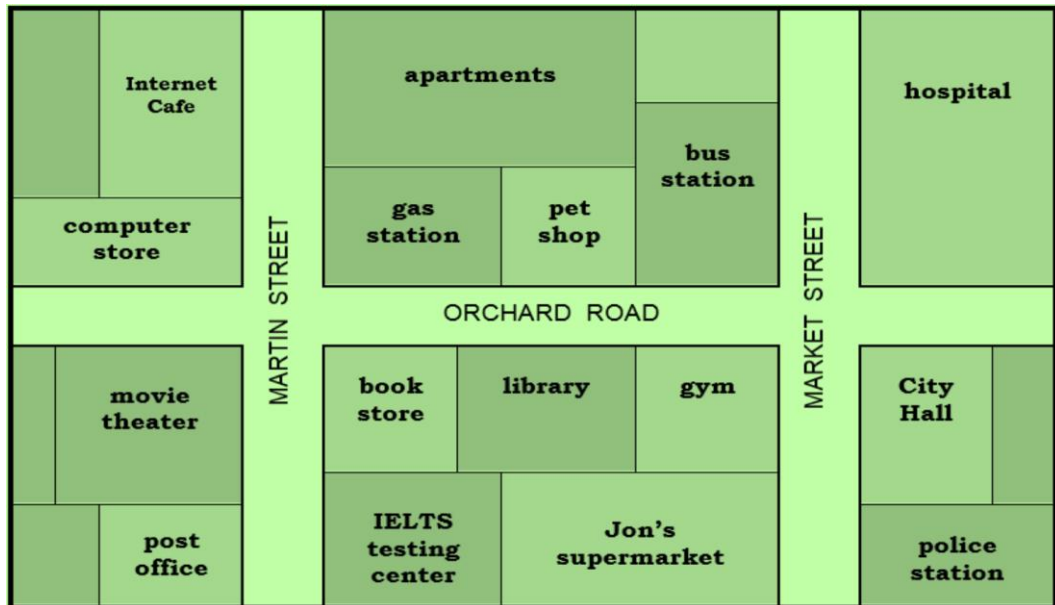 Internet
Cafe
computer
store
MARTIN STREET
apartments
gas
station
pet
shop
bus
station
MARKET STREET
hospital
ORCHARD ROAD
movie
theater
post
office
book
store
library
gym
IELTS
testing
center
Jon's
supermarket
City
Hall
police
station